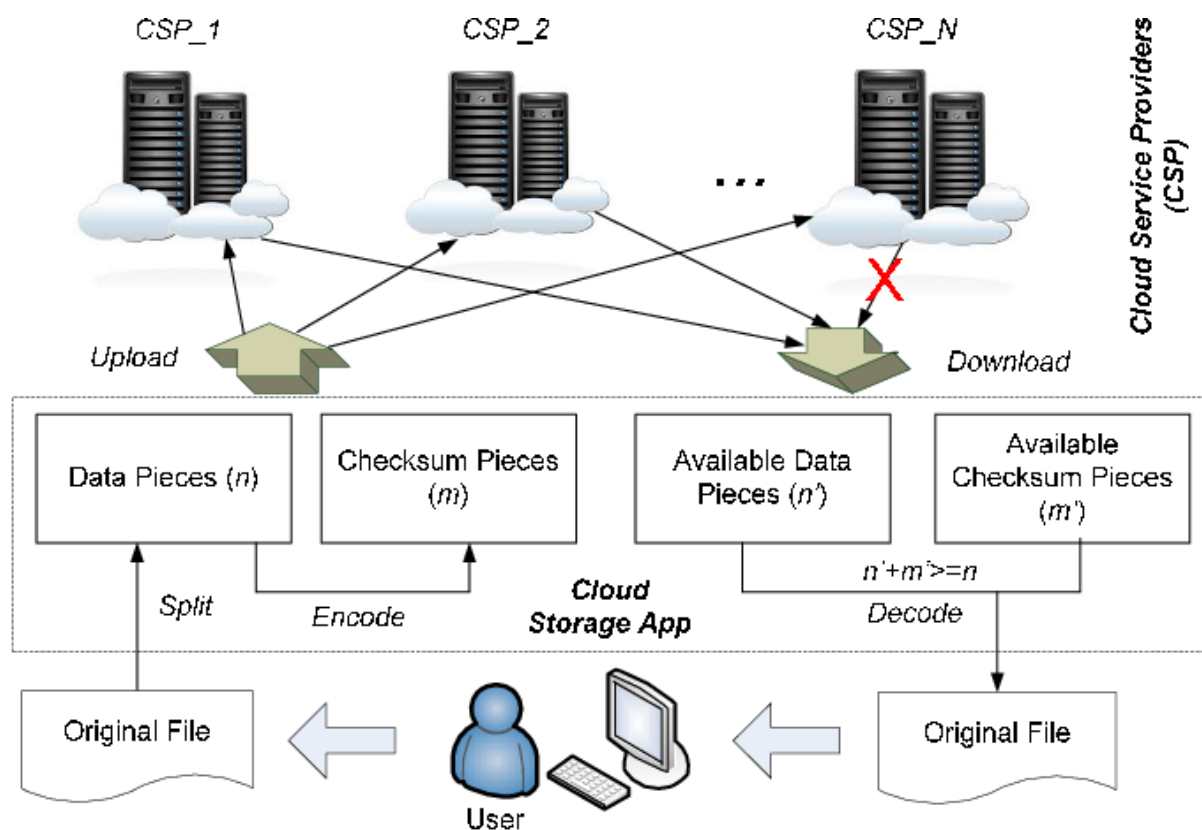 CSP_1
CSP_2
CSP_N
Cloud Service Providers
(CSP)
...
Upload
Download
Data Pieces (n)
Checksum Pieces
(m)
Available Data
Pieces (n')
Available
Checksum Pieces
(m')
Split
Encode
Cloud
Storage App
n'+m'>=n
Decode
Original File
User
Original File